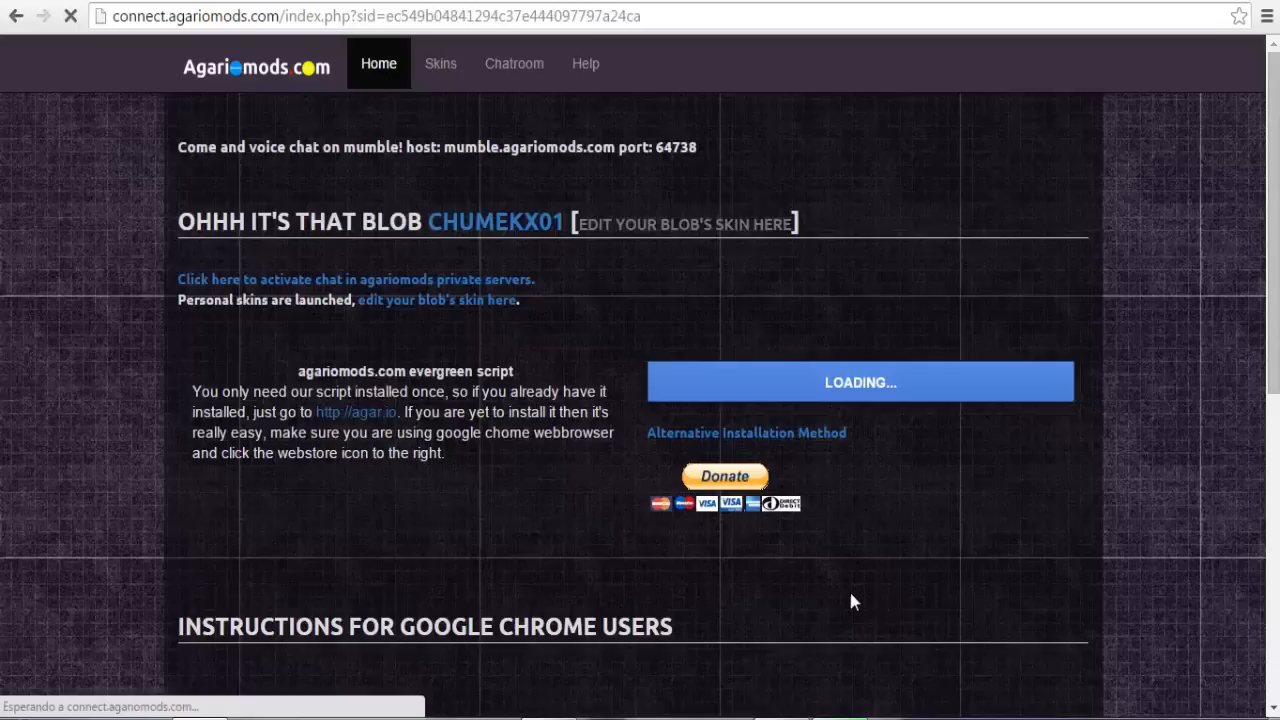 connect.agariomods.com/index.php?sid=ec549b04841294c37e444097797a24ca
Agariomods.com Home Skins Chatroom Help
Come and voice chat on mumble! host: mumble.agariomods.com port: 64738
OHHH IT'S THAT BLOB CHUMEKX01 [EDIT YOUR BLOB'S SKIN HERE]
Click here to activate chat in agariomods private servers.
Personal skins are launched, edit your blob's skin here.
agariomods.com evergreen script
You only need our script installed once, so if you already have it
installed, just go to http://agar.io. If you are yet to install it then it's
really easy, make sure you are using google chome webbrowser
and click the webstore icon to the right.
LOADING...
Alternative Installation Method
Donate
VISA VISA DIRECT Debit
INSTRUCTIONS FOR GOOGLE CHROME USERS
Esperando a connect.agariomods.com...